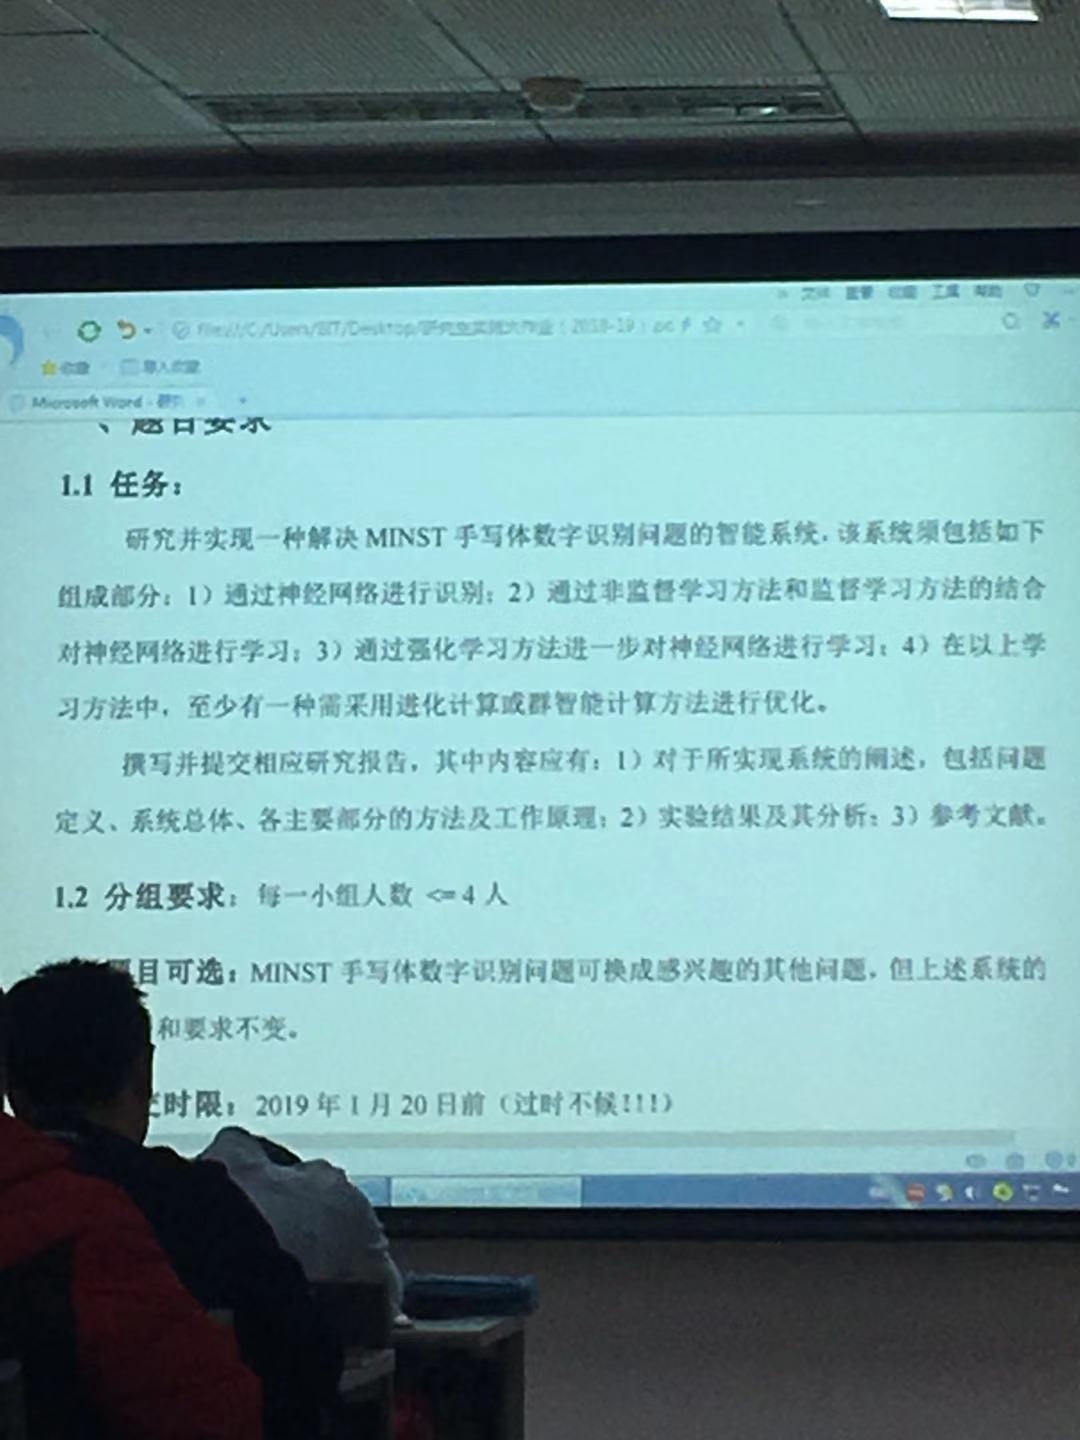 文件 查看 收藏 工具 帮助
file:///C:/Users/BIT/Desktop/研究生实践大作业(2018-19).pd
收藏 导入收藏
Microsoft Word - 研究
、题目要求
1.1 任务：
研究并实现一种解决 MINST 手写体数字识别问题的智能系统，该系统须包括如下
组成部分：1）通过神经网络进行识别；2）通过非监督学习方法和监督学习方法的结合
对神经网络进行学习；3）通过强化学习方法进一步对神经网络进行学习；4）在以上学
习方法中，至少有一种需采用进化计算或群智能计算方法进行优化。
撰写并提交相应研究报告，其中内容应有：1）对于所实现系统的阐述，包括问题
定义、系统总体、各主要部分的方法及工作原理；2）实验结果及其分析；3）参考文献。
1.2 分组要求：每一小组人数 <=4 人
题目可选：MINST 手写体数字识别问题可换成感兴趣的其他问题，但上述系统的
和要求不变。
交时限：2019 年 1 月 20 日前（过时不候!!!）